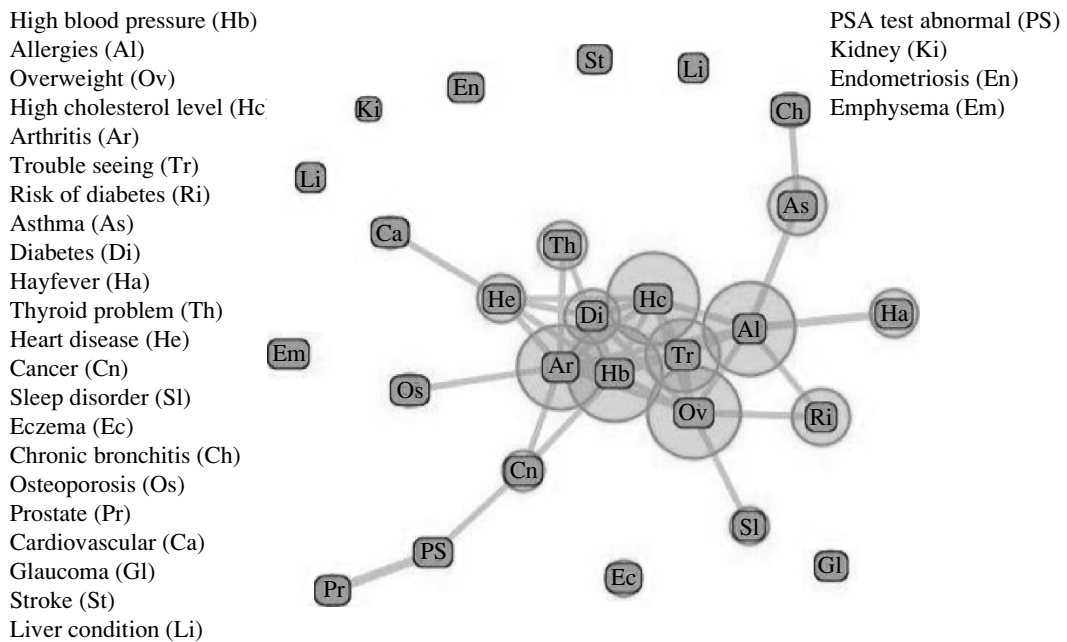 High blood pressure (Hb)
Allergies (Al)
Overweight (Ov)
High cholesterol level (Hc
Arthritis (Ar)
Trouble seeing (Tr)
Risk of diabetes (Ri)
Asthma (As)
Diabetes (Di)
Hayfever (Ha)
Thyroid problem (Th)
Heart disease (He)
Cancer (Cn)
Sleep disorder (Sl)
Eczema (Ec)
Chronic bronchitis (Ch)
Osteoporosis (Os)
Prostate (Pr)
Cardiovascular (Ca)
Glaucoma (Gl)
Stroke (St)
Liver condition (Li)
PSA test abnormal (PS)
Kidney (Ki)
Endometriosis (En)
Emphysema (Em)
St
Li
En
Ki
Ch
Li
As
Ca
Th
He
Hc
Di
Ha
Al
Em
Tr
Ar
Hb
Os
Ov
Ri
Cn
Sl
PS
Gl
Ec
Pr